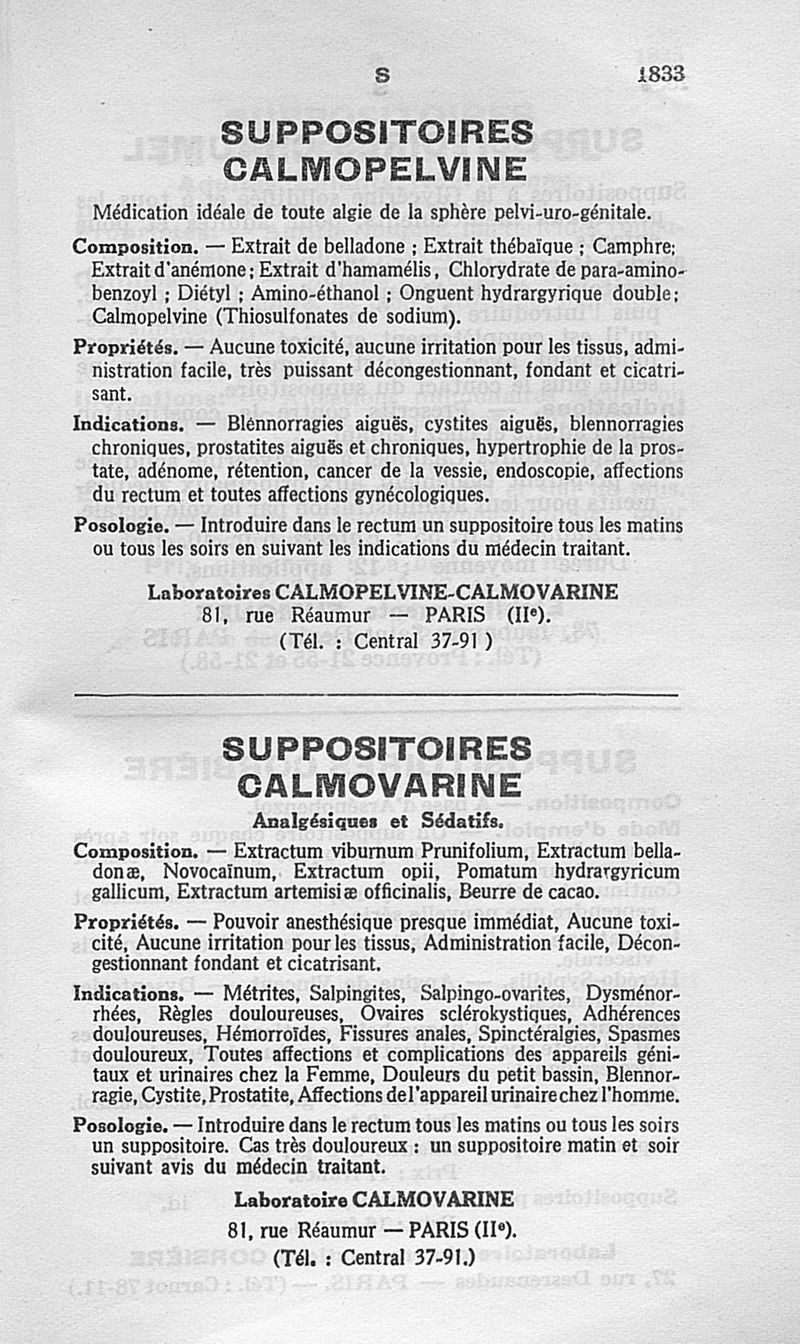 S
1833
SUPPOSITOIRES
CALMOPELVINE
Médication idéale de toute algie de la sphère pelvi-uro-génitale.
Composition. — Extrait de belladone ; Extrait thébaïque ; Camphre;
Extrait d'anémone ; Extrait d'hamamélis, Chlorydrate de para-amino-
benzoyl ; Diétyl ; Amino-éthanol ; Onguent hydrargyrique double;
Calmopelvine (Thiosulfonates de sodium).
Propriétés. — Aucune toxicité, aucune irritation pour les tissus, admi-
nistration facile, très puissant décongestionnant, fondant et cicatri-
sant.
Indications. — Blénnorragies aiguës, cystites aiguës, blennorragies
chroniques, prostatites aiguës et chroniques, hypertrophie de la pros-
tate, adénome, rétention, cancer de la vessie, endoscopie, affections
du rectum et toutes affections gynécologiques.
Posologie. — Introduire dans le rectum un suppositoire tous les matins
ou tous les soirs en suivant les indications du médecin traitant.
Laboratoires CALMOPELVINE-CALMOVARINE
81, rue Réaumur — PARIS (IIe).
(Tél. : Central 37-91 )
SUPPOSITOIRES
CALMOVARINE
Analgésiques et Sédatifs.
Composition. — Extractum viburnum Prunifolium, Extractum bella-
donæ, Novocaïnum, Extractum opii, Pomatum hydrargyricum
gallicum, Extractum artemisiæ officinalis, Beurre de cacao.
Propriétés. — Pouvoir anesthésique presque immédiat, Aucune toxi-
cité, Aucune irritation pour les tissus, Administration facile, Décon-
gestionnant fondant et cicatrisant.
Indications. — Métrites, Salpingites, Salpingo-ovarites, Dysménor-
rhées, Règles douloureuses, Ovaires sclérokystiques, Adhérences
douloureuses, Hémorroïdes, Fissures anales, Spinctéralgies, Spasmes
douloureux, Toutes affections et complications des appareils géni-
taux et urinaires chez la Femme, Douleurs du petit bassin, Blennor-
ragie, Cystite, Prostatite, Affections de l'appareil urinaire chez l'homme.
Posologie. — Introduire dans le rectum tous les matins ou tous les soirs
un suppositoire. Cas très douloureux : un suppositoire matin et soir
suivant avis du médecin traitant.
Laboratoire CALMOVARINE
81, rue Réaumur — PARIS (IIe).
(Tél. : Central 37-91.)